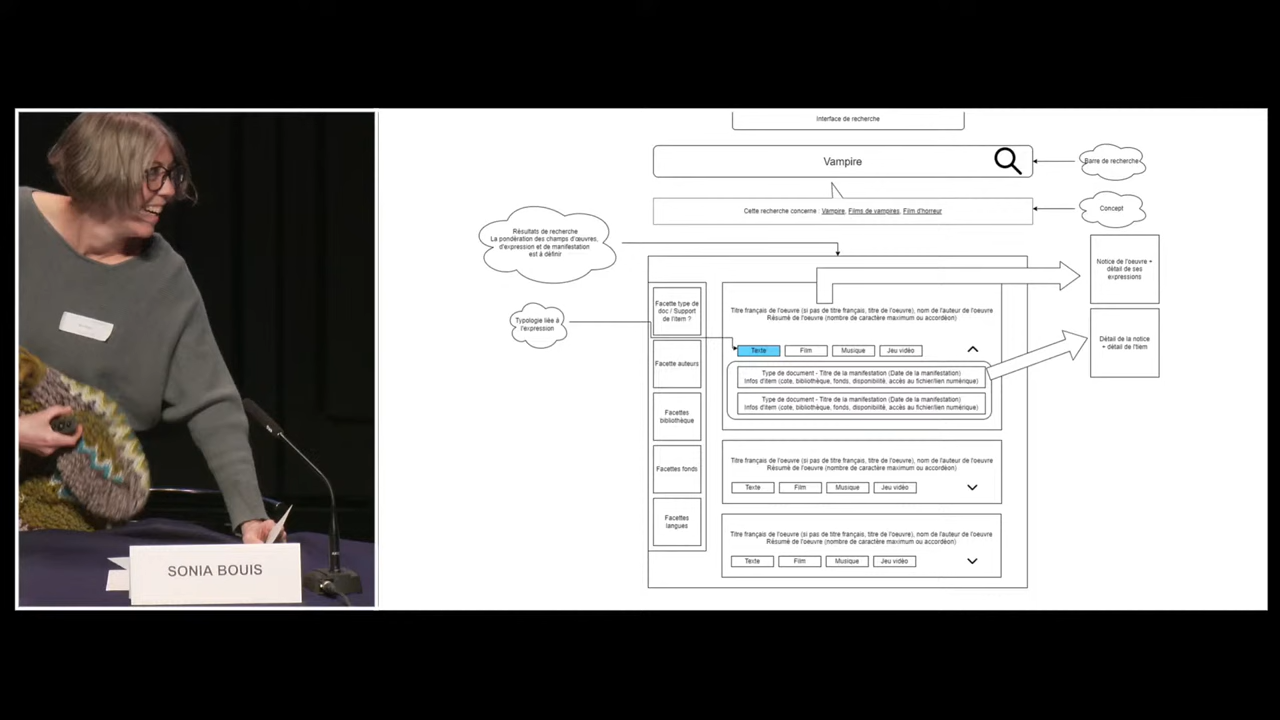 Interface de recherche
Vampire
Barre de recherche
Cette recherche concerne : Vampire, Films de vampires, Film d'horreur
Concept
Résultats de recherche
La pondération des champs d'œuvres,
d'expression et de manifestation
est à définir
Notice de l'oeuvre +
détail de ses
expressions
Typologie liée à
l'expression
Facette type de
doc / Support
de l'item ?
Facette auteurs
Facettes
bibliothèque
Facettes fonds
Facettes
langues
Titre français de l'oeuvre (si pas de titre français, titre de l'oeuvre), nom de l'auteur de l'oeuvre
Résumé de l'oeuvre (nombre de caractère maximum ou accordéon)
Texte
Film
Musique
Jeu vidéo
Type de document - Titre de la manifestation (Date de la manifestation)
Infos d'item (cote, bibliothèque, fonds, disponibilité, accès au fichier/lien numérique)
Type de document - Titre de la manifestation (Date de la manifestation)
Infos d'item (cote, bibliothèque, fonds, disponibilité, accès au fichier/lien numérique)
Détail de la notice
+ détail de l'tiem
Titre français de l'oeuvre (si pas de titre français, titre de l'oeuvre), nom de l'auteur de l'oeuvre
Résumé de l'oeuvre (nombre de caractère maximum ou accordéon)
Texte
Film
Musique
Jeu vidéo
Titre français de l'oeuvre (si pas de titre français, titre de l'oeuvre), nom de l'auteur de l'oeuvre
Résumé de l'oeuvre (nombre de caractère maximum ou accordéon)
Texte
Film
Musique
Jeu vidéo
SONIA BOUIS